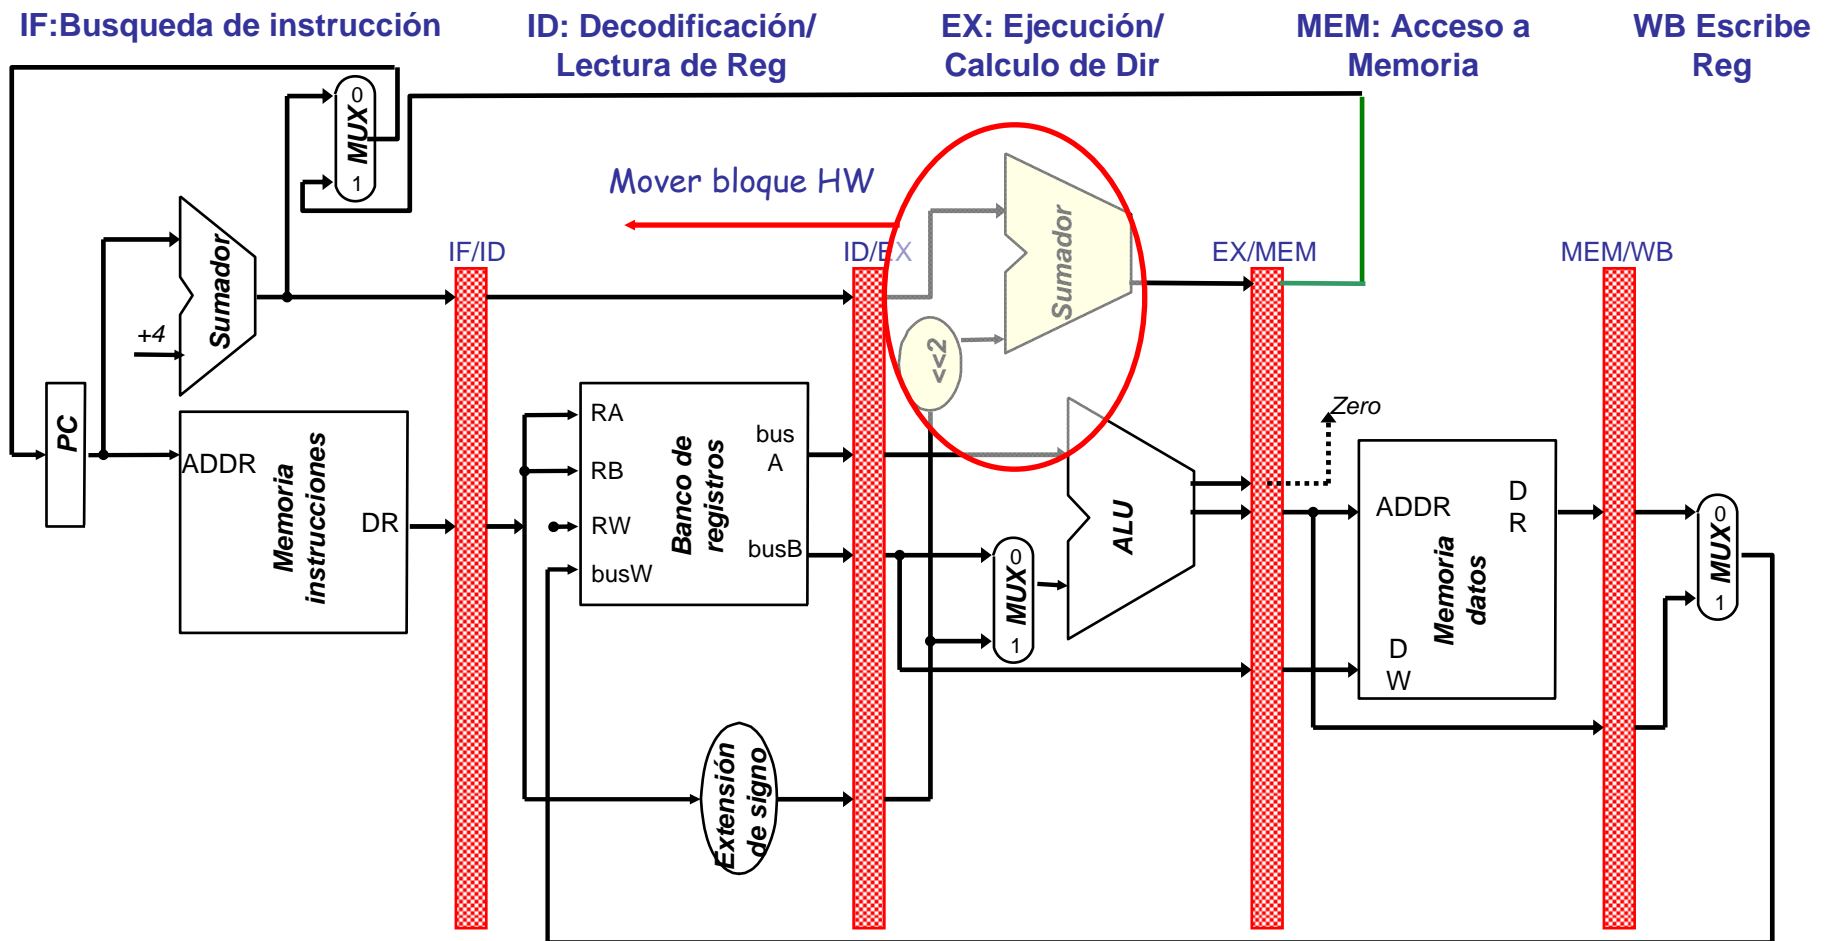 IF:Busqueda de instrucción
ID: Decodificación/
Lectura de Reg
EX: Ejecución/
Calculo de Dir
MEM: Acceso a
Memoria
WB Escribe
Reg
0
MUX
1
Mover bloque HW
Sumador
+4
Sumador
<<2
IF/ID
ID/EX
EX/MEM
MEM/WB
PC
ADDR
Memoria
instrucciones
DR
RA
RB
RW
busW
Banco de
registros
bus
A
busB
0
MUX
1
ALU
Zero
ADDR
D
R
Memoria
datos
D
W
0
MUX
1
Extensión
de signo